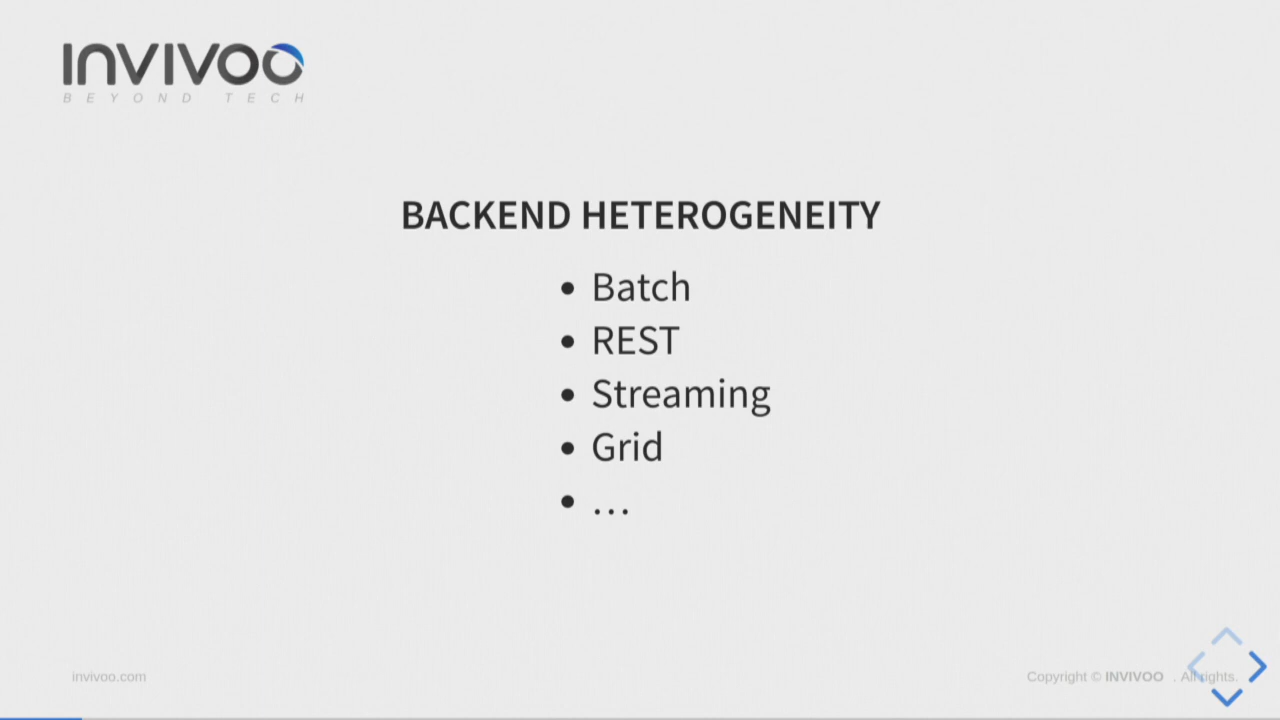 INVIVOO
BEYOND TECH
BACKEND HETEROGENEITY
• Batch
• REST
• Streaming
• Grid
• ...
invivoo.com
Copyright © INVIVOO . All rights.